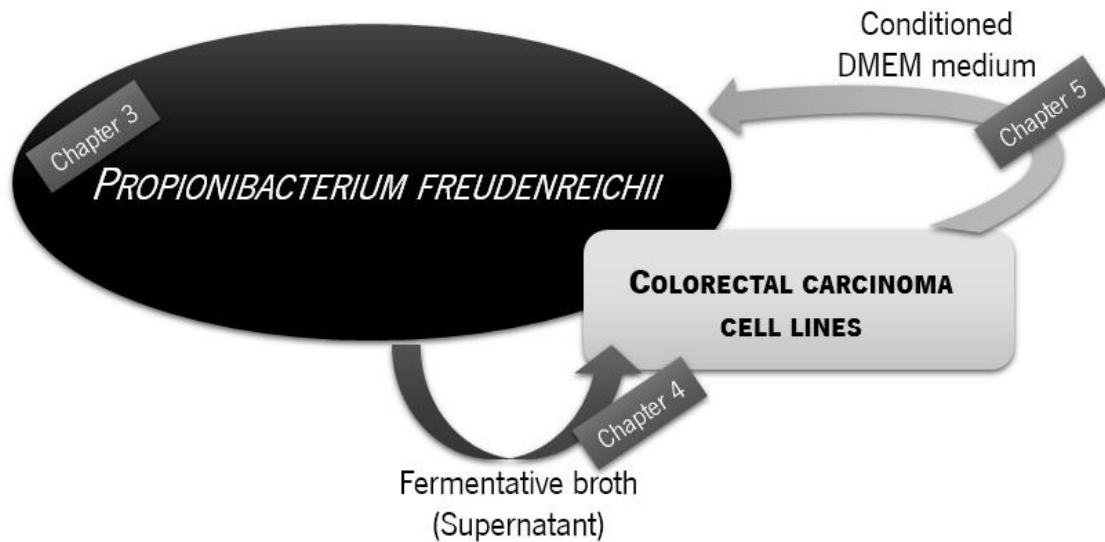 Conditioned
DMEM medium
Chapter 5
Chapter 3
PROPIONIBACTERIUM FREUDENREICHII
COLORECTAL CARCINOMA
CELL LINES
Chapter 4
Fermentative broth
(Supernatant)